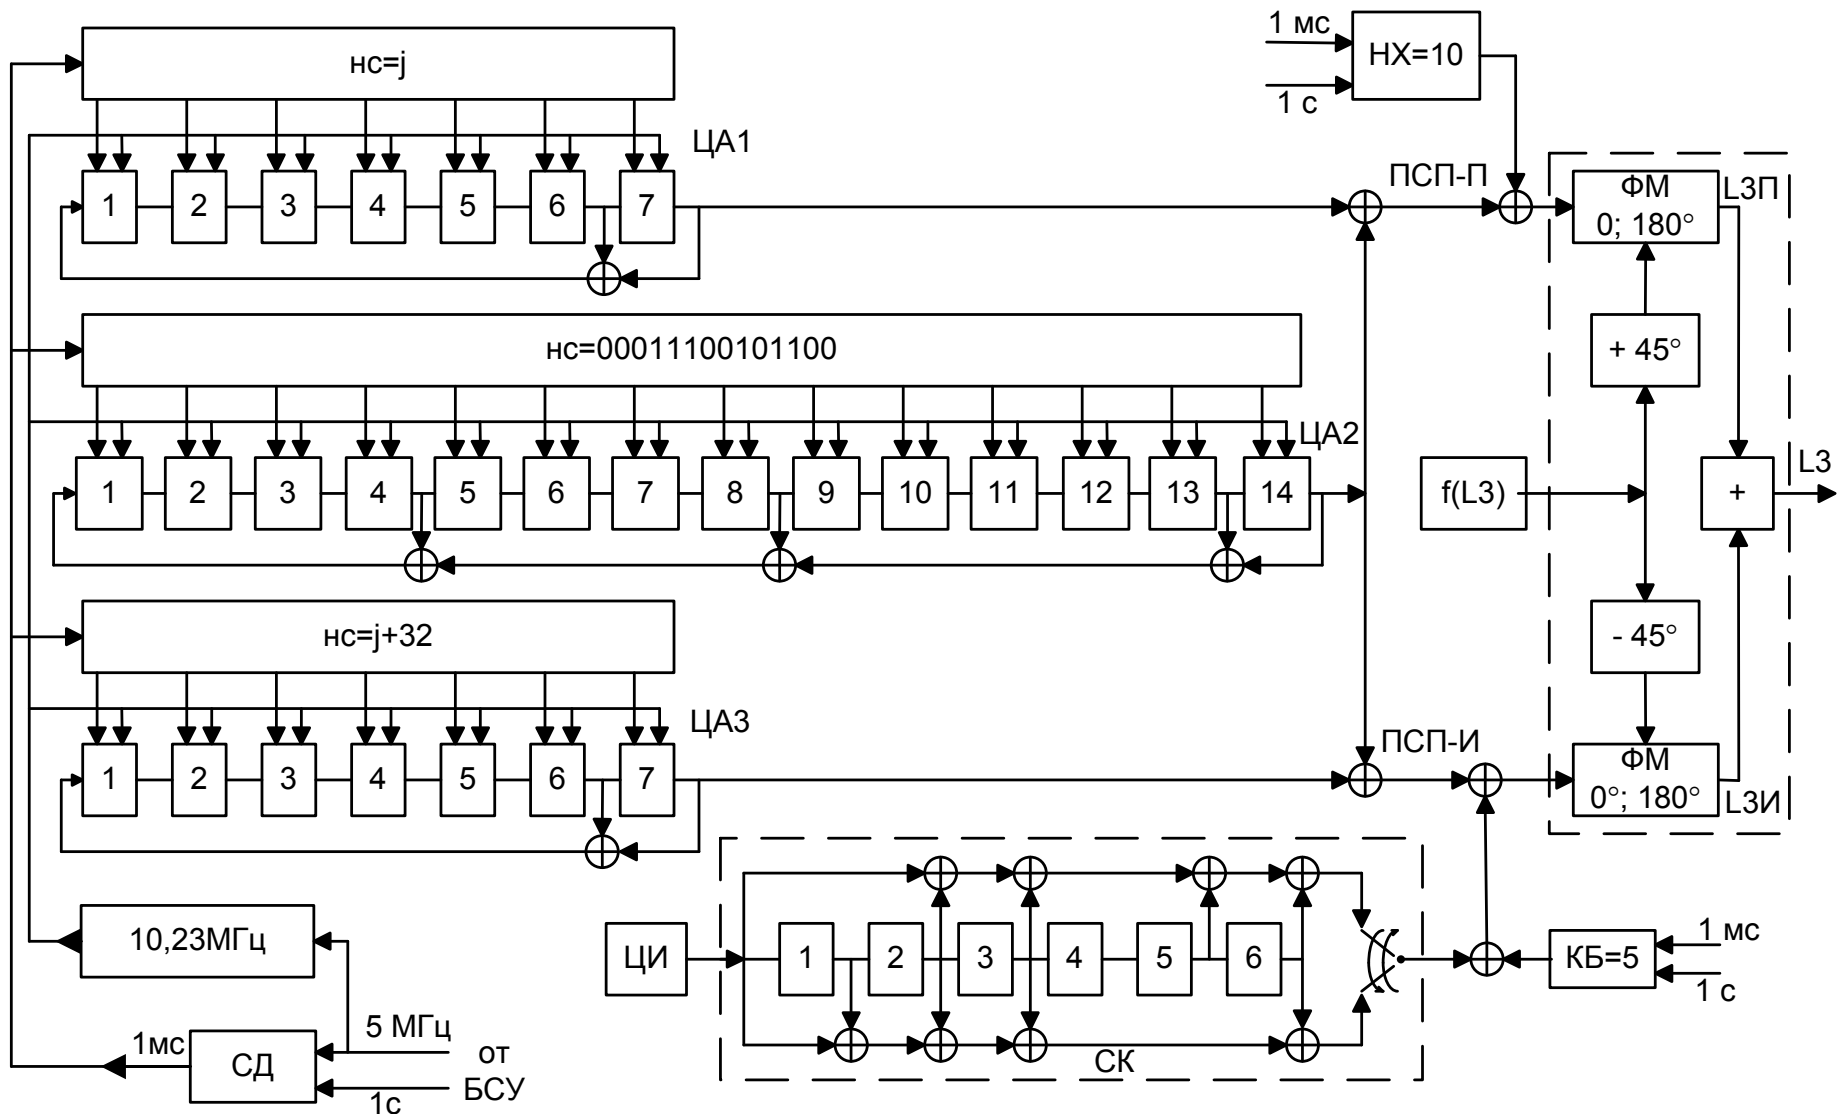 1 мс
НХ=10
1 с
нс=j
ЦА1
1 2 3 4 5 6 7
ПСП-П
ФМ
0; 180°
L3П
+ 45°
нс=00011100101100
ЦА2
1 2 3 4 5 6 7 8 9 10 11 12 13 14
f(L3)
+
L3
- 45°
нс=j+32
ЦА3
1 2 3 4 5 6 7
ПСП-И
ФМ
0°; 180°
L3И
10,23МГц
ЦИ
1 2 3 4 5 6
СК
КБ=5
1 мс
1 с
1мс
СД
5 МГц
от
БСУ
1с